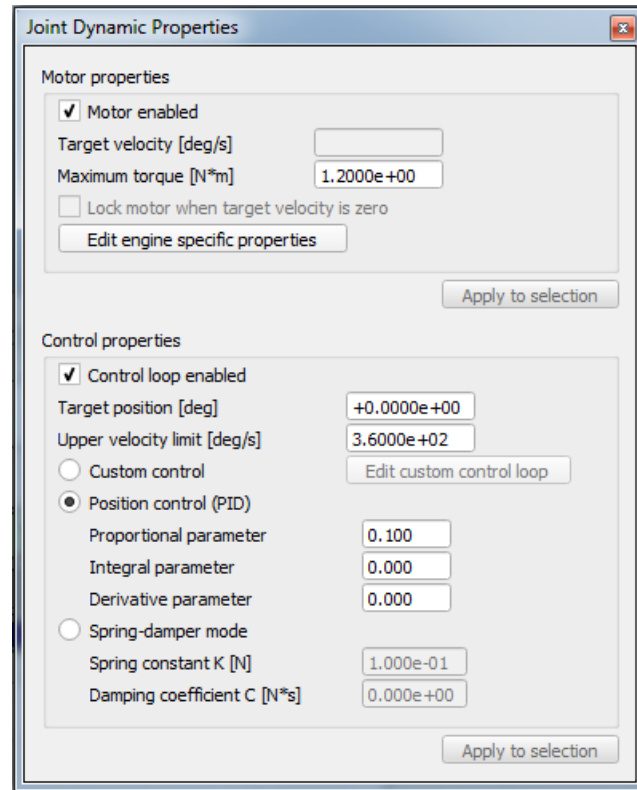 Joint Dynamic Properties
Motor properties
Motor enabled
Target velocity [deg/s]
Maximum torque [N*m] 1.2000e+00
Lock motor when target velocity is zero
Edit engine specific properties
Apply to selection
Control properties
Control loop enabled
Target position [deg] +0.0000e+00
Upper velocity limit [deg/s] 3.6000e+02
Custom control Edit custom control loop
Position control (PID)
Proportional parameter 0.100
Integral parameter 0.000
Derivative parameter 0.000
Spring-damper mode
Spring constant K [N] 1.000e-01
Damping coefficient C [N*s] 0.000e+00
Apply to selection